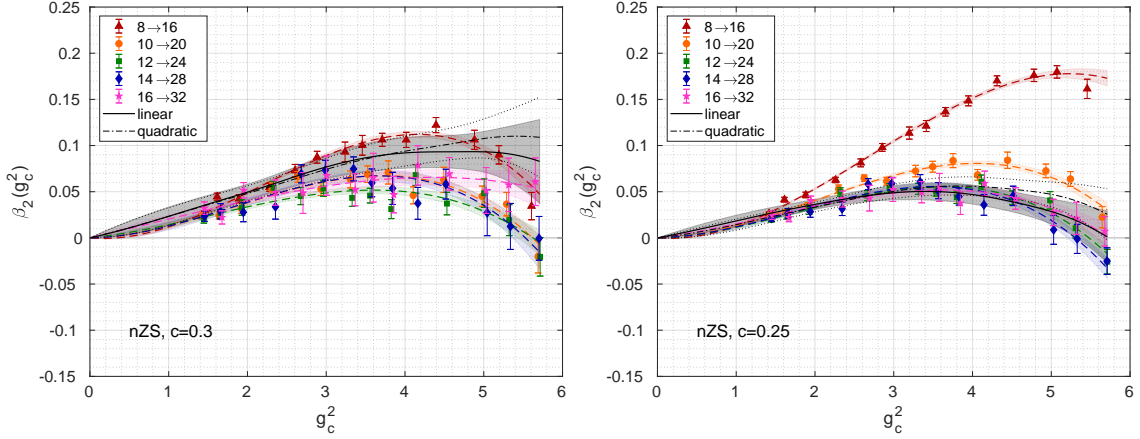 0.25
0.2
0.15
0.1
0.05
0
-0.05
-0.1
-0.15
β₂(g_c²)
8→16
10→20
12→24
14→28
16→32
linear
quadratic
nZS, c=0.3
0 1 2 3 4 5 6
g_c²
0.25
0.2
0.15
0.1
0.05
0
-0.05
-0.1
-0.15
β₂(g_c²)
8→16
10→20
12→24
14→28
16→32
linear
quadratic
nZS, c=0.25
0 1 2 3 4 5 6
g_c²